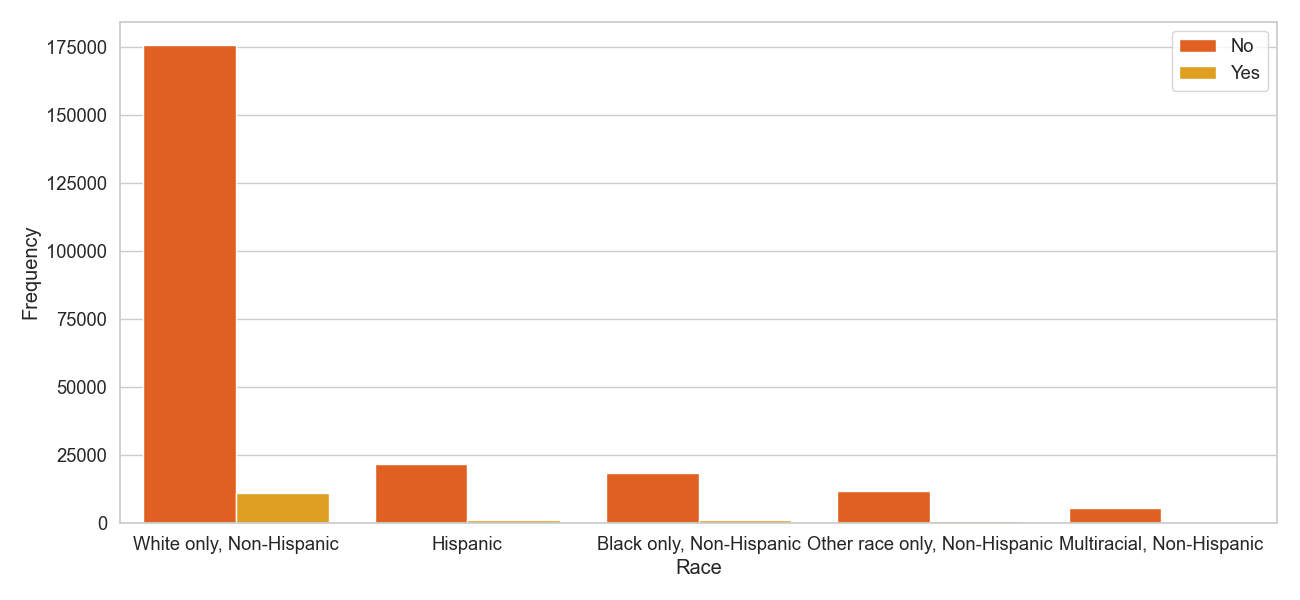 No
Yes
175000
150000
125000
100000
75000
50000
25000
0
Frequency
White only, Non-Hispanic Hispanic Black only, Non-Hispanic Other race only, Non-Hispanic Multiracial, Non-Hispanic
Race